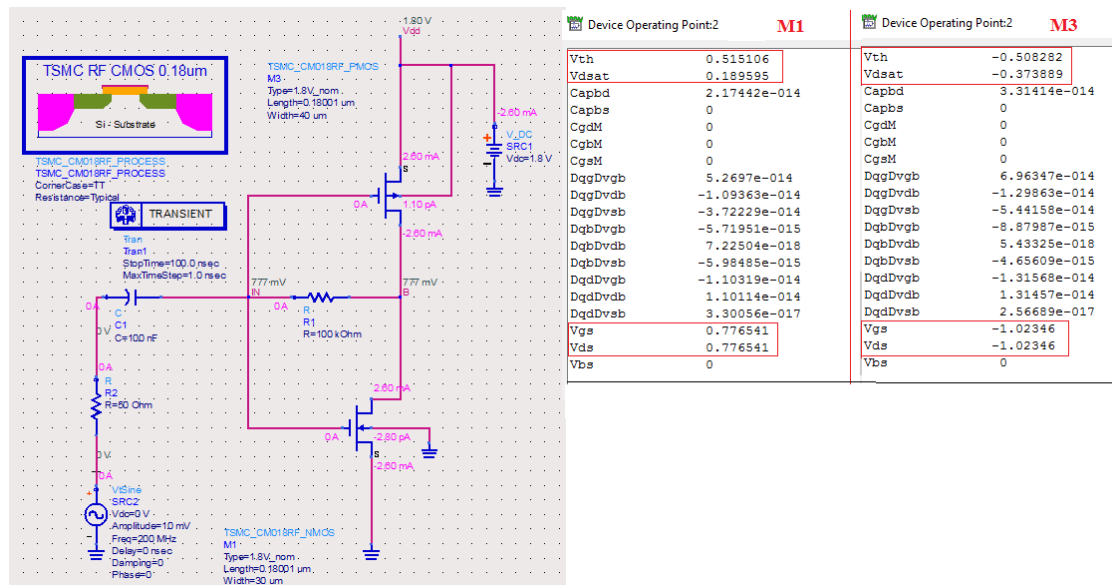 1.80 V
Vdd
TSMC RF CMOS 0.18um
Si - Substrate
TSMC_CM018RF_PROCESS
TSMC_CM018RF_PROCESS
CornerCase=TT
Resistance=Typical
TRANSIENT
Tran
Tran1
StopTime=100.0 nsec
MaxTimeStep=1.0 nsec
TSMC_CM018RF_PMOS
M3
Type=1.8V_nom
Length=0.18001 um
Width=40 um
-2.60 mA
V_DC
SRC1
Vdc=1.8 V
2.60 mA
S
0 A
1.10 pA
-2.60 mA
777 mV
IN
0 A
R
R1
R=100 kOhm
777 mV
B
0 A
C
C1
C=100 nF
0 V
0 A
R
R2
R=50 Ohm
0 V
0 A
VtSine
SRC2
Vdc=0 V
Amplitude=10 mV
Freq=200 MHz
Delay=0 nsec
Damping=0
Phase=0
2.60 mA
0 A
-2.80 pA
S
-2.60 mA
TSMC_CM018RF_NMOS
M1
Type=1.8V_nom
Length=0.18001 um
Width=30 um
Device Operating Point:2 M1
Vth 0.515106
Vdsat 0.189595
Capbd 2.17442e-014
Capbs 0
CgdM 0
CgbM 0
CgsM 0
DqgDvgb 5.2697e-014
DqgDvdb -1.09363e-014
DqgDvsb -3.72229e-014
DqbDvgb -5.71951e-015
DqbDvdb 7.22504e-018
DqbDvsb -5.98485e-015
DqdDvgb -1.10319e-014
DqdDvdb 1.10114e-014
DqdDvsb 3.30056e-017
Vgs 0.776541
Vds 0.776541
Vbs 0
Device Operating Point:2 M3
Vth -0.508282
Vdsat -0.373889
Capbd 3.31414e-014
Capbs 0
CgdM 0
CgbM 0
CgsM 0
DqgDvgb 6.96347e-014
DqgDvdb -1.29863e-014
DqgDvsb -5.44158e-014
DqbDvgb -8.87987e-015
DqbDvdb 5.43325e-018
DqbDvsb -4.65609e-015
DqdDvgb -1.31568e-014
DqdDvdb 1.31457e-014
DqdDvsb 2.56689e-017
Vgs -1.02346
Vds -1.02346
Vbs 0